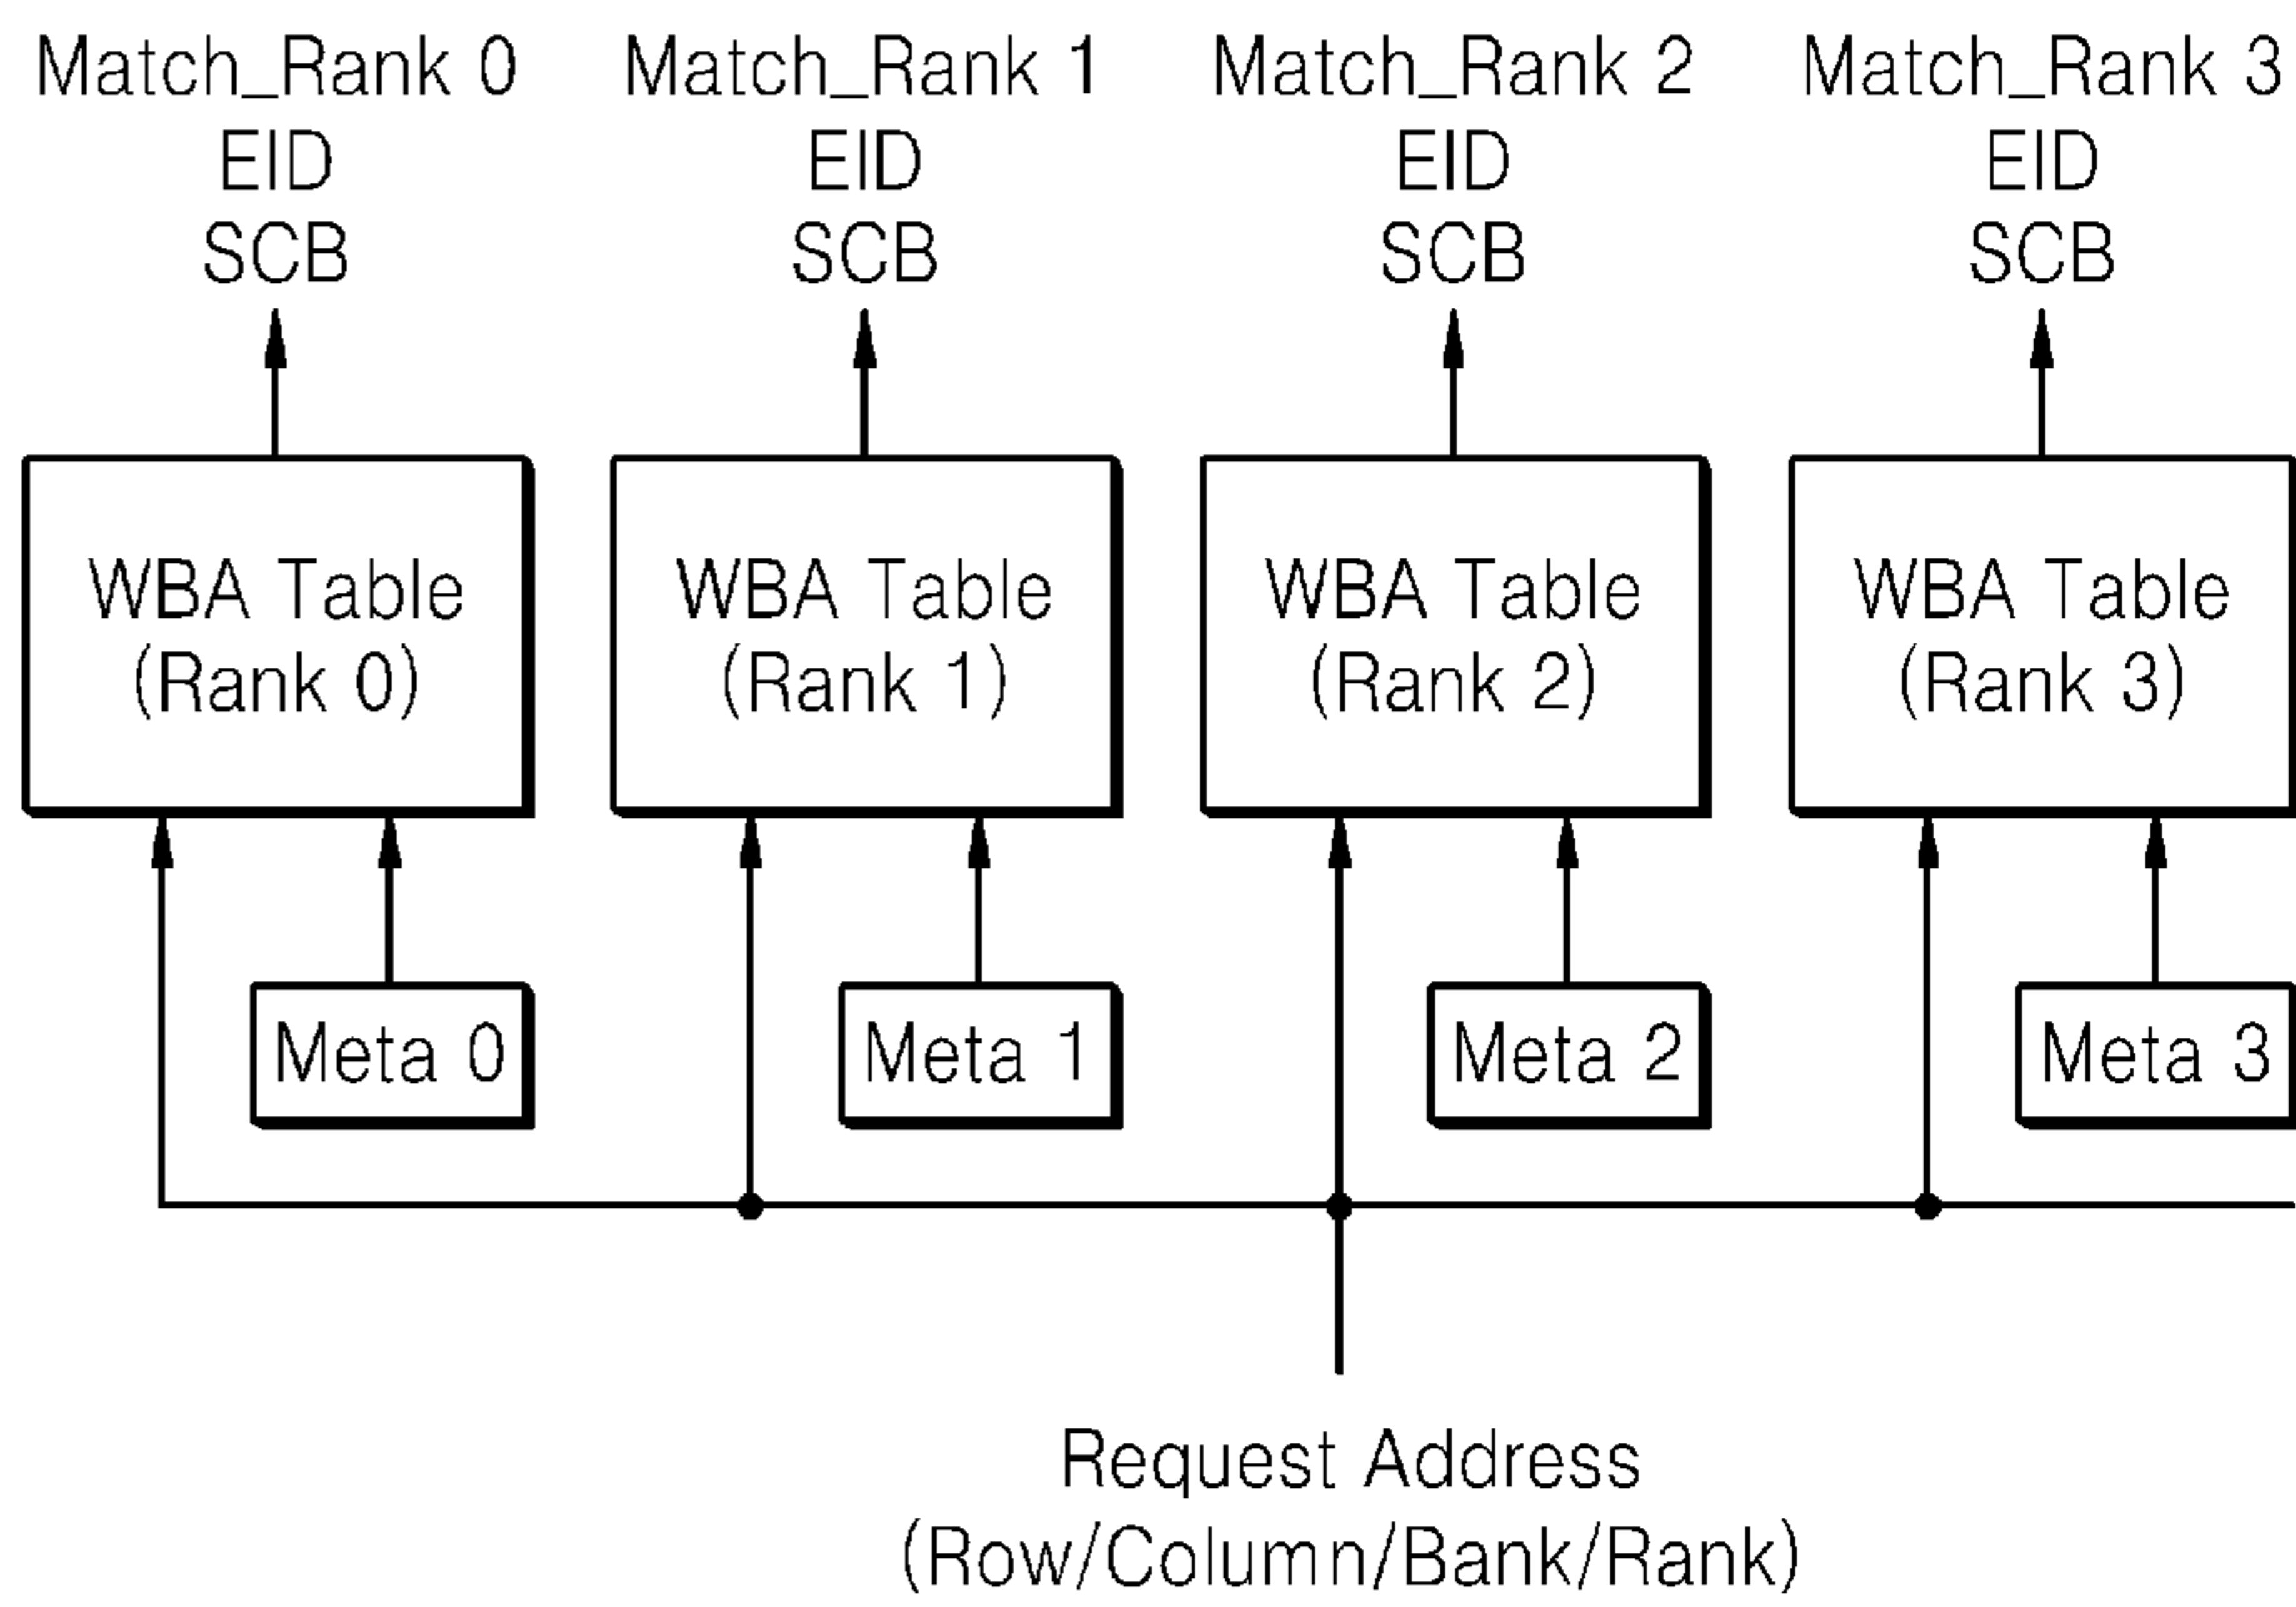 Match_Rank 0
EID
SCB
Match_Rank 1
EID
SCB
Match_Rank 2
EID
SCB
Match_Rank 3
EID
SCB
WBA Table
(Rank 0)
WBA Table
(Rank 1)
WBA Table
(Rank 2)
WBA Table
(Rank 3)
Meta 0
Meta 1
Meta 2
Meta 3
Request Address
(Row/Column/Bank/Rank)